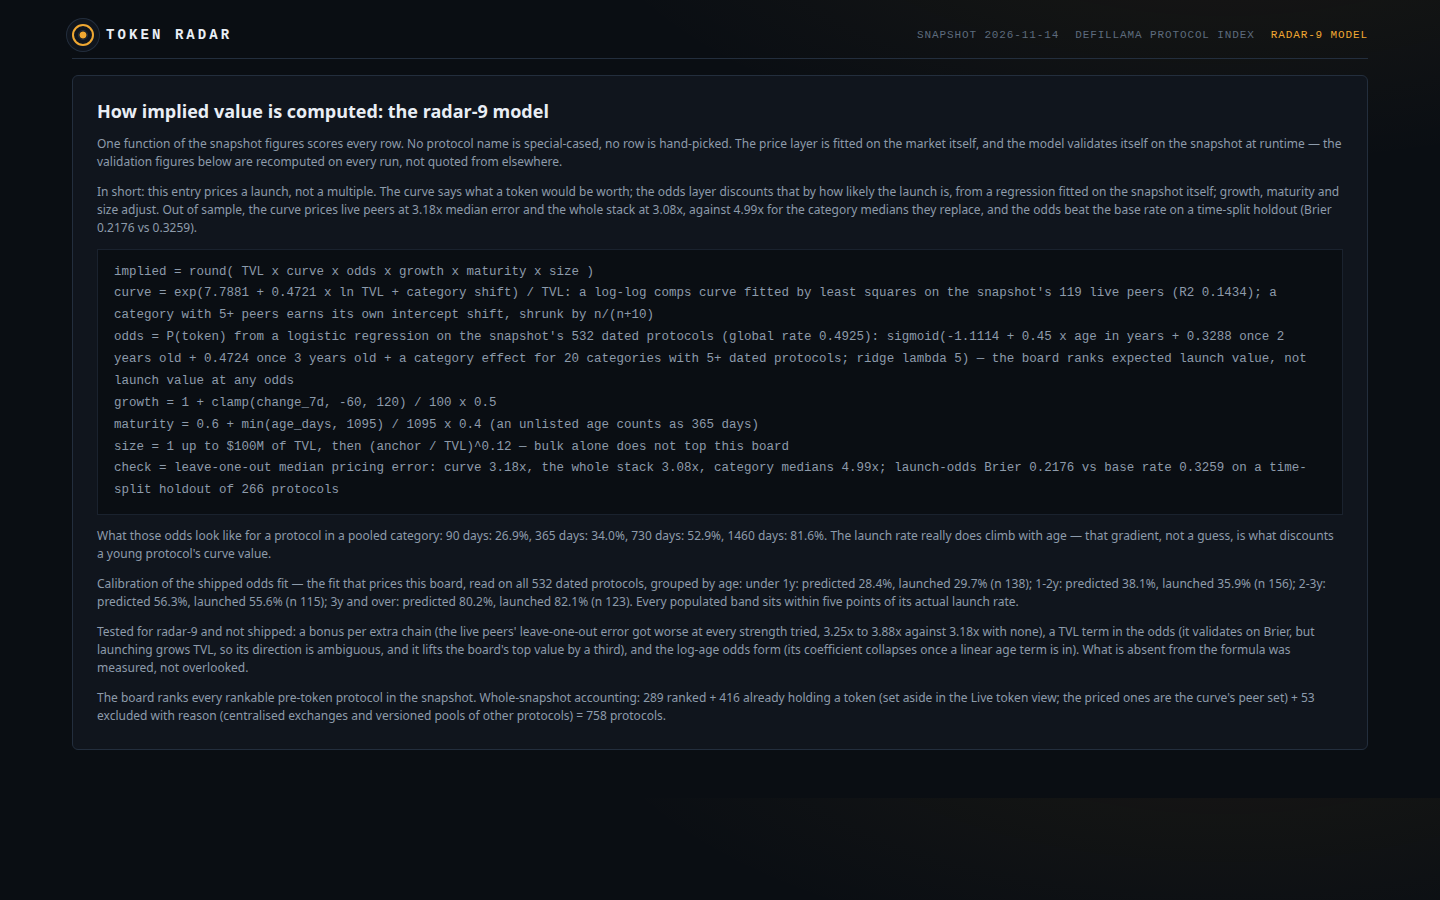 TOKEN RADAR
SNAPSHOT 2026-11-14 DEFILLAMA PROTOCOL INDEX RADAR-9 MODEL
How implied value is computed: the radar-9 model
One function of the snapshot figures scores every row. No protocol name is special-cased, no row is hand-picked. The price layer is fitted on the market itself, and the model validates itself on the snapshot at runtime — the
validation figures below are recomputed on every run, not quoted from elsewhere.
In short: this entry prices a launch, not a multiple. The curve says what a token would be worth; the odds layer discounts that by how likely the launch is, from a regression fitted on the snapshot itself; growth, maturity and
size adjust. Out of sample, the curve prices live peers at 3.18x median error and the whole stack at 3.08x, against 4.99x for the category medians they replace, and the odds beat the base rate on a time-split holdout (Brier
0.2176 vs 0.3259).
implied = round( TVL x curve x odds x growth x maturity x size )
curve = exp(7.7881 + 0.4721 x ln TVL + category shift) / TVL: a log-log comps curve fitted by least squares on the snapshot's 119 live peers (R2 0.1434); a
category with 5+ peers earns its own intercept shift, shrunk by n/(n+10)
odds = P(token) from a logistic regression on the snapshot's 532 dated protocols (global rate 0.4925): sigmoid(-1.1114 + 0.45 x age in years + 0.3288 once 2
years old + 0.4724 once 3 years old + a category effect for 20 categories with 5+ dated protocols; ridge lambda 5) — the board ranks expected launch value, not
launch value at any odds
growth = 1 + clamp(change_7d, -60, 120) / 100 x 0.5
maturity = 0.6 + min(age_days, 1095) / 1095 x 0.4 (an unlisted age counts as 365 days)
size = 1 up to $100M of TVL, then (anchor / TVL)^0.12 — bulk alone does not top this board
check = leave-one-out median pricing error: curve 3.18x, the whole stack 3.08x, category medians 4.99x; launch-odds Brier 0.2176 vs base rate 0.3259 on a time-
split holdout of 266 protocols
What those odds look like for a protocol in a pooled category: 90 days: 26.9%, 365 days: 34.0%, 730 days: 52.9%, 1460 days: 81.6%. The launch rate really does climb with age — that gradient, not a guess, is what discounts
a young protocol's curve value.
Calibration of the shipped odds fit — the fit that prices this board, read on all 532 dated protocols, grouped by age: under 1y: predicted 28.4%, launched 29.7% (n 138); 1-2y: predicted 38.1%, launched 35.9% (n 156); 2-3y:
predicted 56.3%, launched 55.6% (n 115); 3y and over: predicted 80.2%, launched 82.1% (n 123). Every populated band sits within five points of its actual launch rate.
Tested for radar-9 and not shipped: a bonus per extra chain (the live peers' leave-one-out error got worse at every strength tried, 3.25x to 3.88x against 3.18x with none), a TVL term in the odds (it validates on Brier, but
launching grows TVL, so its direction is ambiguous, and it lifts the board's top value by a third), and the log-age odds form (its coefficient collapses once a linear age term is in). What is absent from the formula was
measured, not overlooked.
The board ranks every rankable pre-token protocol in the snapshot. Whole-snapshot accounting: 289 ranked + 416 already holding a token (set aside in the Live token view; the priced ones are the curve's peer set) + 53
excluded with reason (centralised exchanges and versioned pools of other protocols) = 758 protocols.